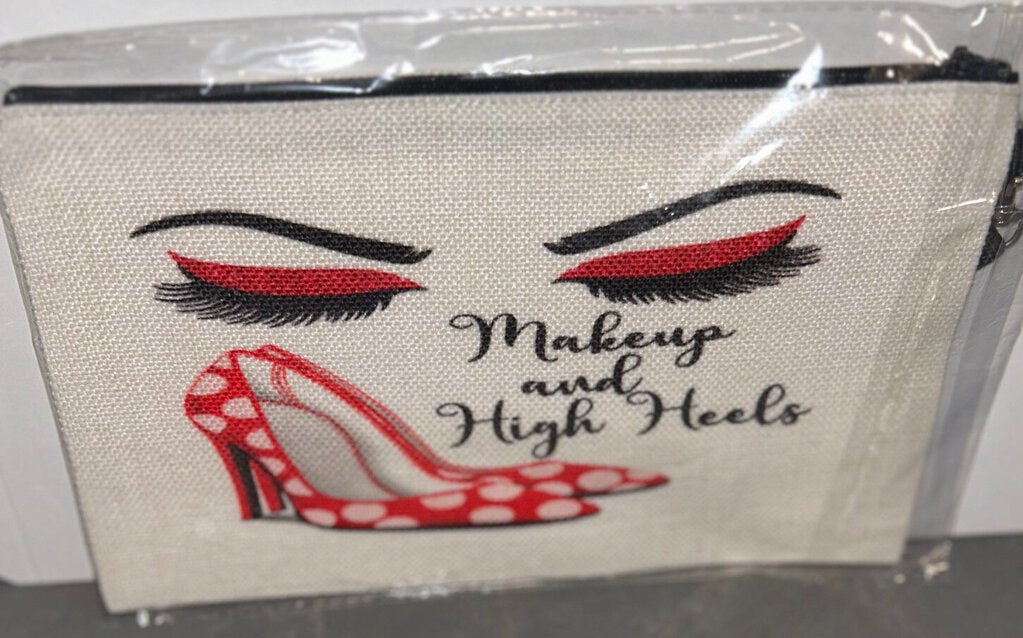 Makeup
and
High Heels